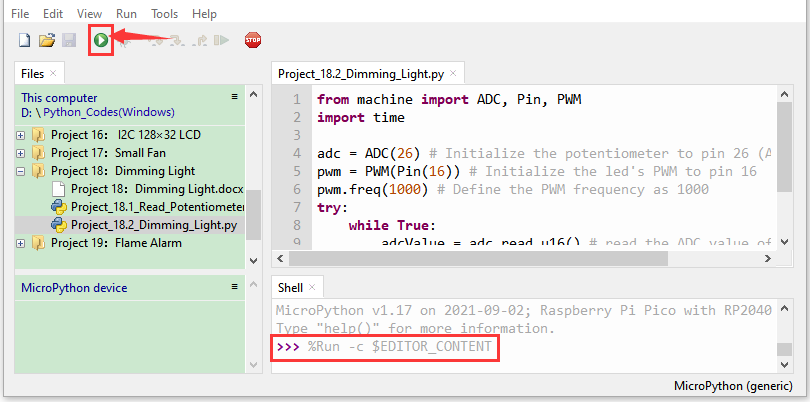 File Edit View Run Tools Help
STOP
Files ×
This computer
D: \Python_Codes(Windows)
Project 16: I2C 128×32 LCD
Project 17: Small Fan
Project 18: Dimming Light
Project 18: Dimming Light.docx
Project_18.1_Read_Potentiometer
Project_18.2_Dimming_Light.py
Project 19: Flame Alarm
MicroPython device
Project_18.2_Dimming_Light.py ×
1 from machine import ADC, Pin, PWM
2 import time
3
4 adc = ADC(26) # Initialize the potentiometer to pin 26 (A
5 pwm = PWM(Pin(16)) # Initialize the led's PWM to pin 16
6 pwm.freq(1000) # Define the PWM frequency as 1000
7 try:
8 while True:
9 adcValue = adc.read_u16() # read the ADC value of
Shell ×
MicroPython v1.17 on 2021-09-02; Raspberry Pi Pico with RP2040
Type "help()" for more information.
>>> %Run -c $EDITOR_CONTENT
MicroPython (generic)